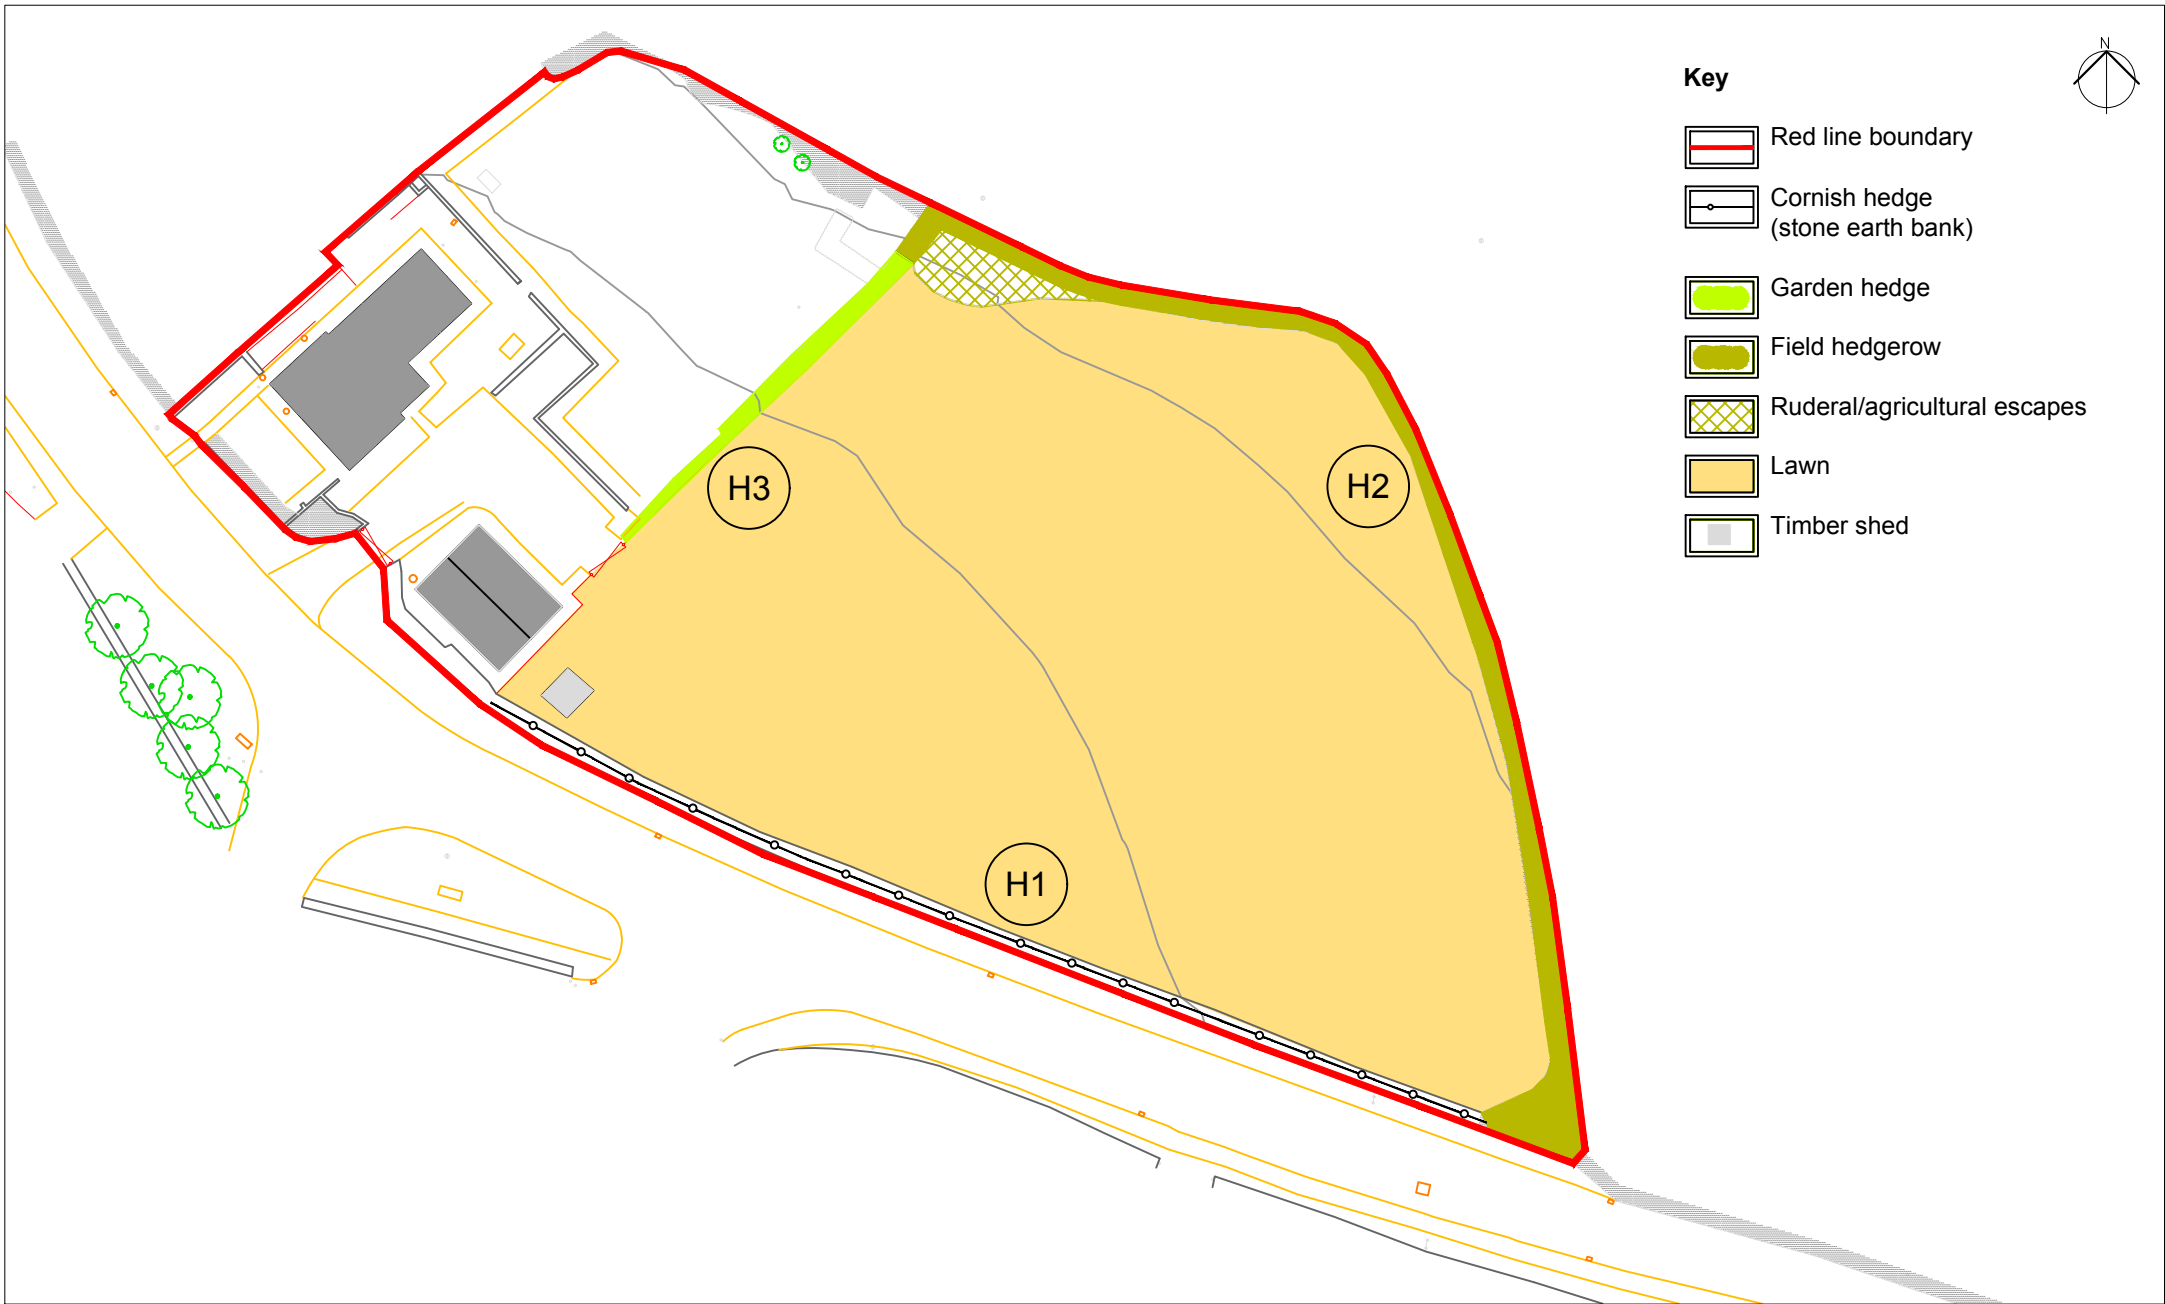 N
Key
Red line boundary
Cornish hedge
(stone earth bank)
Garden hedge
Field hedgerow
Ruderal/agricultural escapes
Lawn
Timber shed
H3
H2
H1